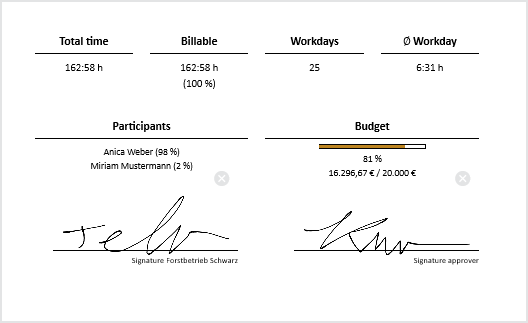 Total time Billable Workdays Ø Workday
162:58 h 162:58 h 25 6:31 h
(100 %)
Participants Budget
Anica Weber (98 %)
Miriam Mustermann (2 %)
81 %
16.296,67 € / 20.000 €
Signature Forstbetrieb Schwarz Signature approver